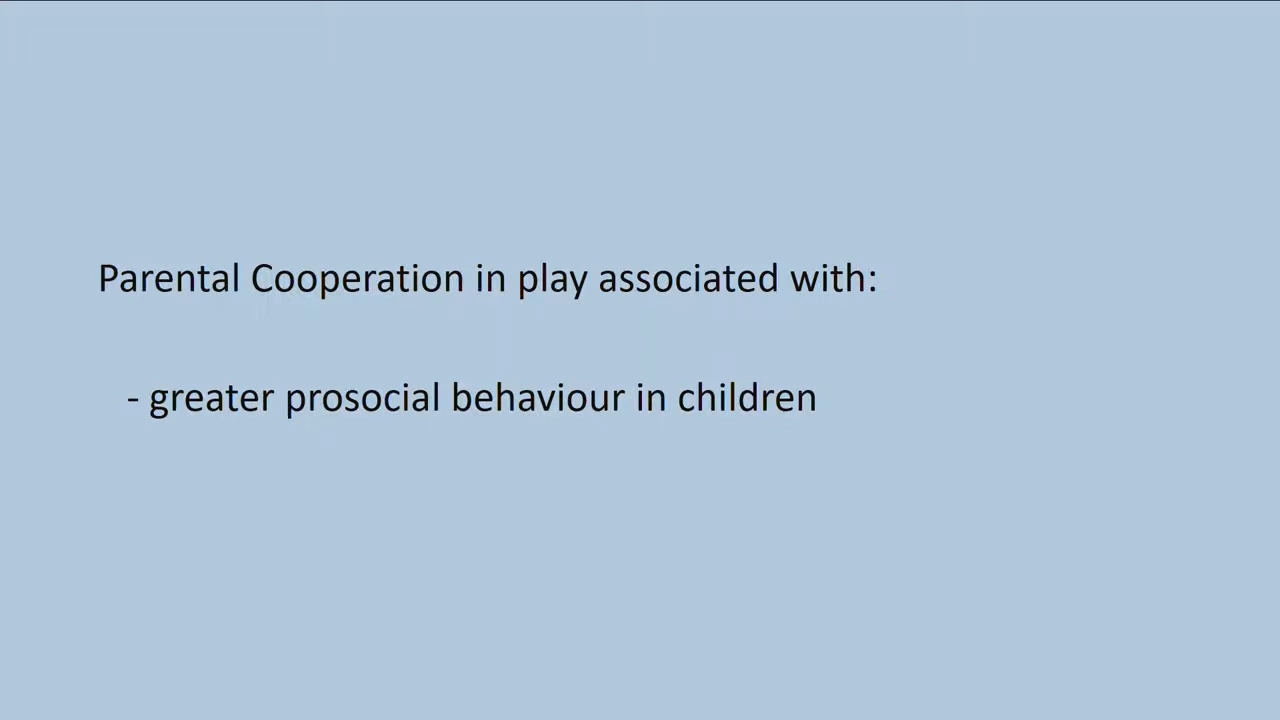 Parental Cooperation in play associated with:
- greater prosocial behaviour in children